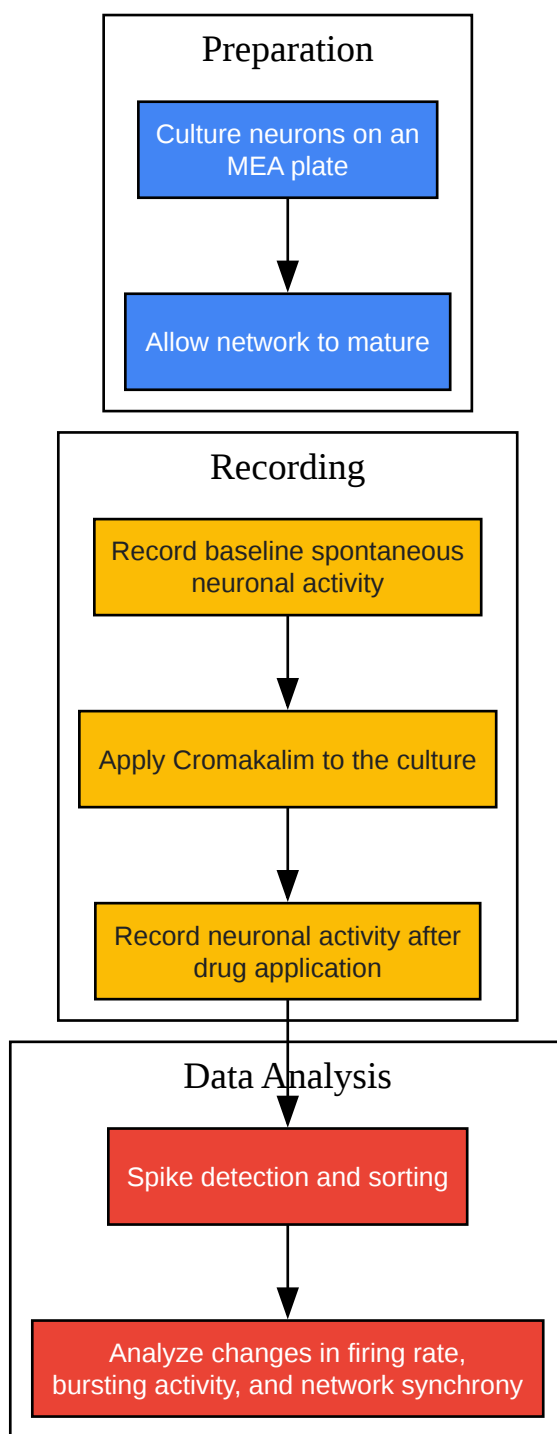 Preparation
Culture neurons on an
MEA plate
Allow network to mature
Recording
Record baseline spontaneous
neuronal activity
Apply Cromakalim to the culture
Record neuronal activity after
drug application
Data Analysis
Spike detection and sorting
Analyze changes in firing rate,
bursting activity, and network synchrony